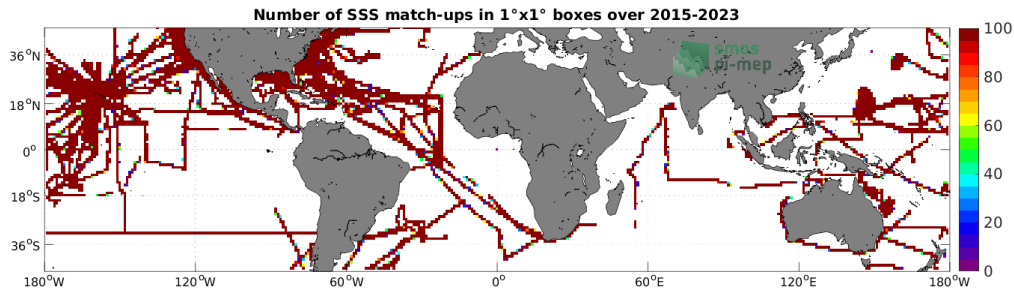 Number of SSS match-ups in 1°x1° boxes over 2015-2023
smos
pi-mep
36°N
18°N
0°
18°S
36°S
180°W
120°W
60°W
0°
60°E
120°E
180°W
100
80
60
40
20
0